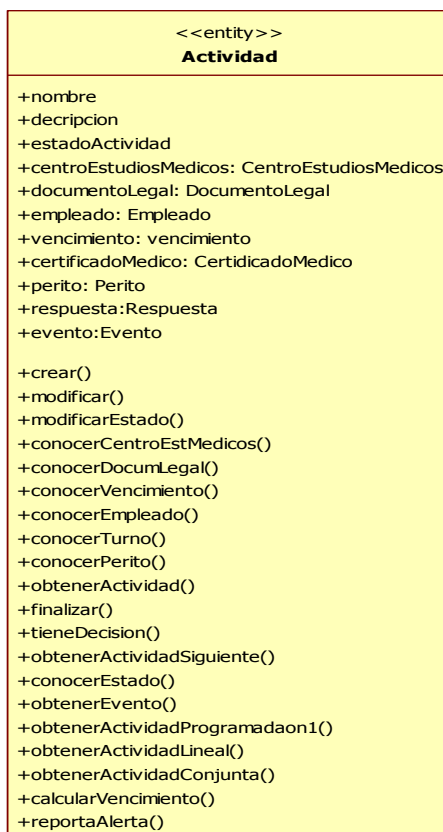 <<entity>>
Actividad
+nombre
+decripcion
+estadoActividad
+centroEstudiosMedicos: CentroEstudiosMedicos
+documentoLegal: DocumentoLegal
+empleado: Empleado
+vencimiento: vencimiento
+certificadoMedico: CertidicadoMedico
+perito: Perito
+respuesta:Respuesta
+evento:Evento
+crear()
+modificar()
+modificarEstado()
+conocerCentroEstMedicos()
+conocerDocumLegal()
+conocerVencimiento()
+conocerEmpleado()
+conocerTurno()
+conocerPerito()
+obtenerActividad()
+finalizar()
+tieneDecision()
+obtenerActividadSiguiente()
+conocerEstado()
+obtenerEvento()
+obtenerActividadProgramadaon1()
+obtenerActividadLineal()
+obtenerActividadConjunta()
+calcularVencimiento()
+reportaAlerta()